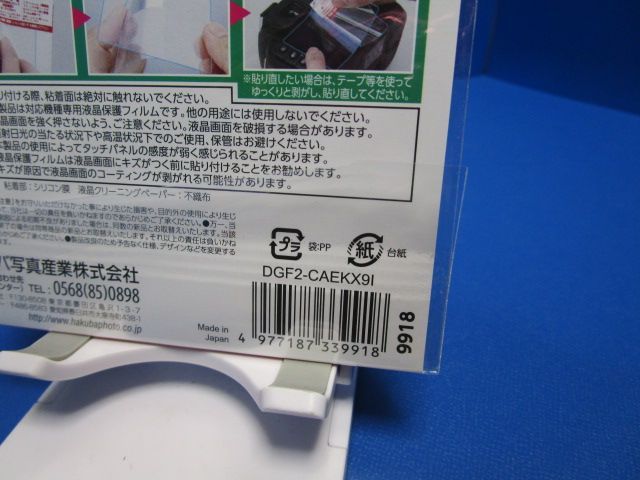 ※貼り直したい場合は、テープ等を使って
ゆっくりと剥がし、貼り直してください。
り付ける際、粘着面は絶対に触れないでください。
製品は対応機種専用液晶保護フィルムです。他の用途には使用しないでください。
晶画面を強く押さないよう、ご注意ください。液晶画面を破損する場合があります。
射日光の当たる状況下や高温状況下でのご使用、保管はお避けください。
製品の使用によってタッチパネルの感度が弱く感じられることがあります。
液晶保護フィルムは液晶画面にキズがつく前に貼り付けることをお勧めします。
キズが原因で液晶画面のコーティングが剥がれる可能性があります。
粘着部：シリコン膜 液晶クリーニングペーパー：不織布
プラ 袋:PP
紙 台紙
バ写真産業株式会社
TEL: 0568(85)0898
http://www.hakubaphoto.co.jp
DGF2-CAEKX9I
Made in
Japan
4 977187 339918
9918